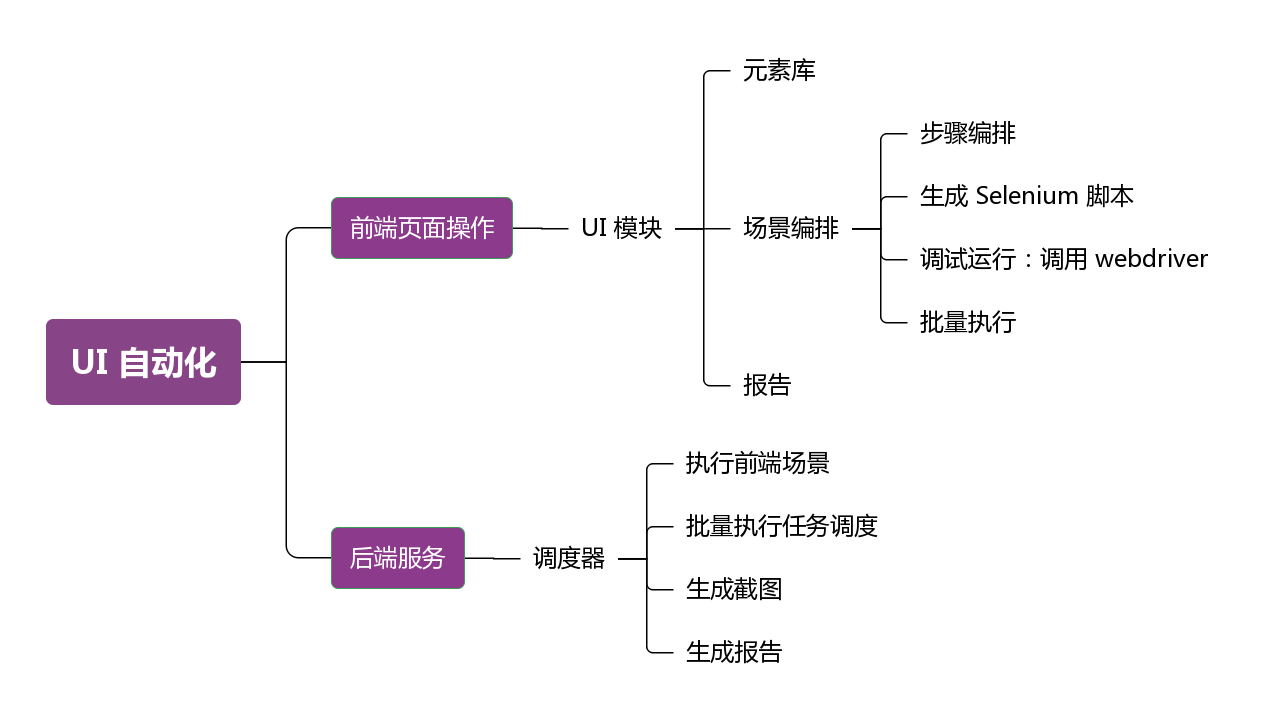 UI 自动化
前端页面操作
UI 模块
元素库
场景编排
步骤编排
生成 Selenium 脚本
调试运行：调用 webdriver
批量执行
报告
后端服务
调度器
执行前端场景
批量执行任务调度
生成截图
生成报告